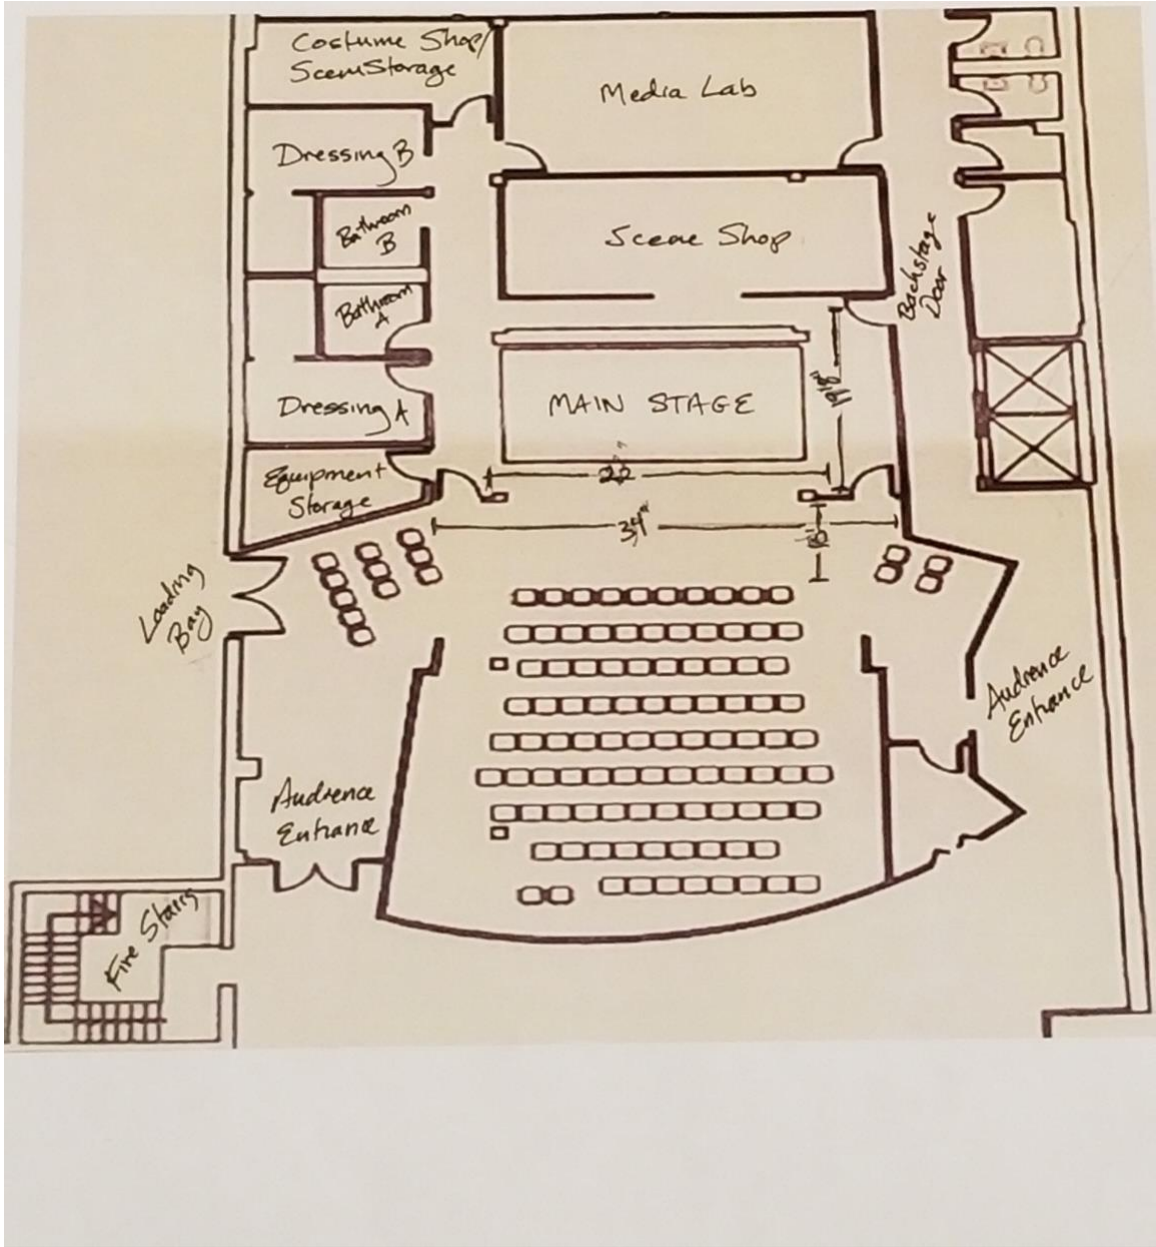 Costume Shop/
Scene Storage
Media Lab
Dressing B
Bathroom
B
Scene Shop
Backstage
Door
Bathroom
A
MAIN STAGE
Dressing A
22"
Equipment
Storage
34"
Loading
Bay
Audience
Entrance
Audience
Entrance
Fire Stairs